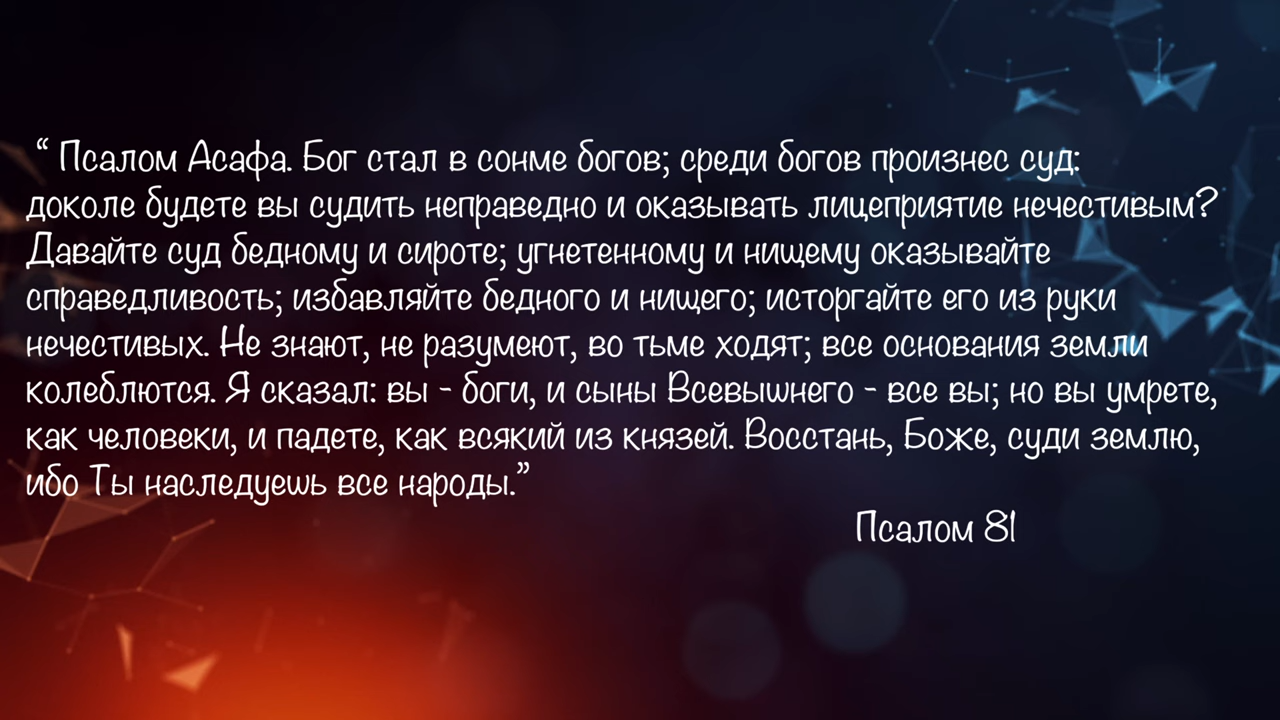 “ Псалом Асафа. Бог стал в сонме богов; среди богов произнес суд:
доколе будете вы судить неправедно и оказывать лицеприятие нечестивым?
Давайте суд бедному и сироте; угнетенному и нищему оказывайте
справедливость; избавляйте бедного и нищего; исторгайте его из руки
нечестивых. Не знают, не разумеют, во тьме ходят; все основания земли
колеблются. Я сказал: вы - боги, и сыны Всевышнего - все вы; но вы умрете,
как человеки, и падете, как всякий из князей. Восстань, Боже, суди землю,
ибо Ты наследуешь все народы.”
Псалом 81